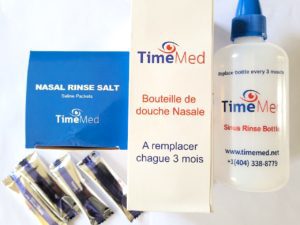 NASAL RINSE SALT
Saline Packets
TimeMed
TimeMed
Bouteille de
douche Nasale
A remplacer
chague 3 mois
Replace bottle every 3 months
TimeMed
Sinus Rinse Bottle
www.timemed.net
+3(404) 338-8779